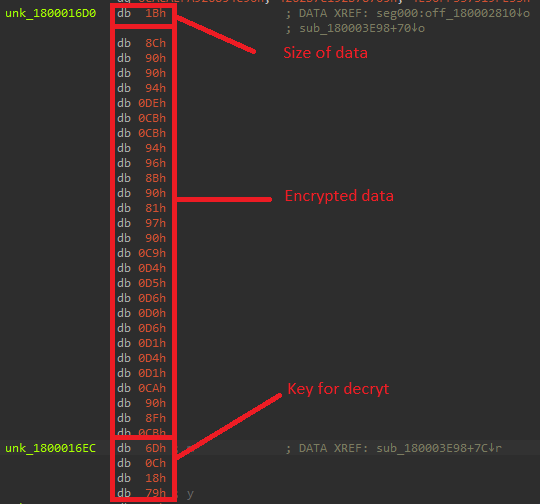 unk_1800016D0 db 1Bh ; DATA XREF: seg000:off_180002810↓o
; sub_180003E98+70↓o
db 8Ch
Size of data
db 90h
db 90h
db 94h
db 0DEh
db 0CBh
db 0CBh
db 94h
db 96h
db 8Bh
db 90h
Encrypted data
db 81h
db 97h
db 90h
db 0C9h
db 0D4h
db 0D5h
db 0D6h
db 0D0h
db 0D6h
db 0D1h
db 0D4h
db 0D1h
db 0CAh
Key for decryt
db 90h
db 8Fh
db 0CBh
unk_1800016EC db 6Dh ; DATA XREF: sub_180003E98+7C↓r
db 0Ch
db 18h
db 79h ; y